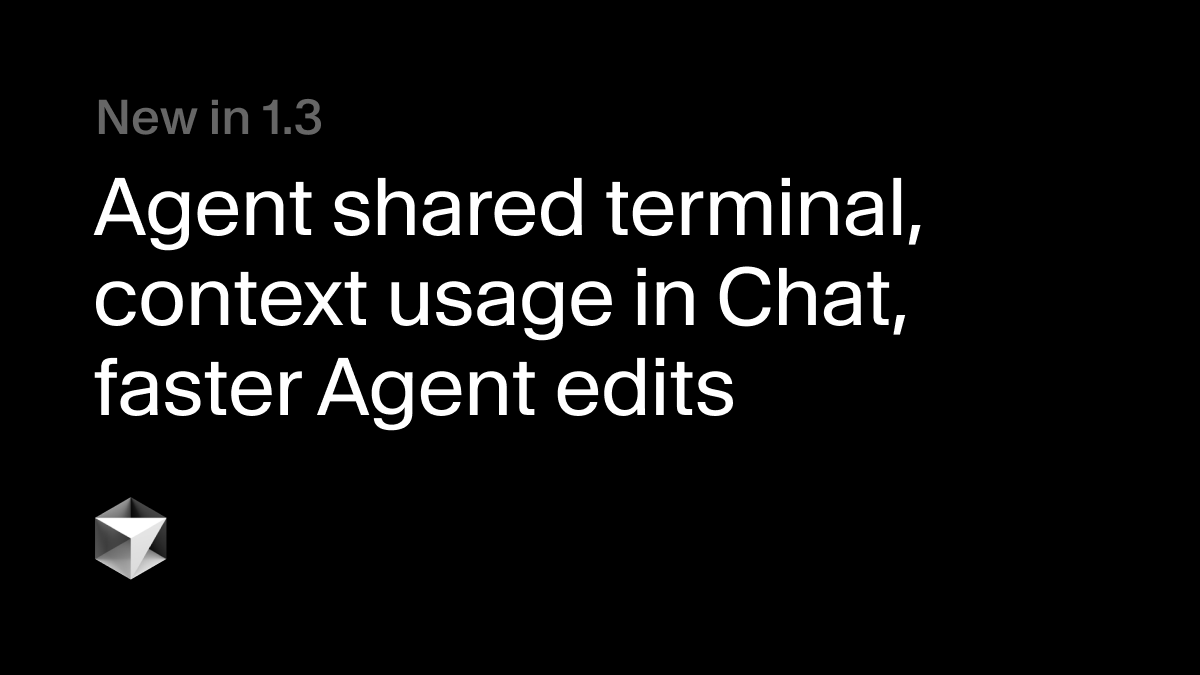 New in 1.3
Agent shared terminal,
context usage in Chat,
faster Agent edits